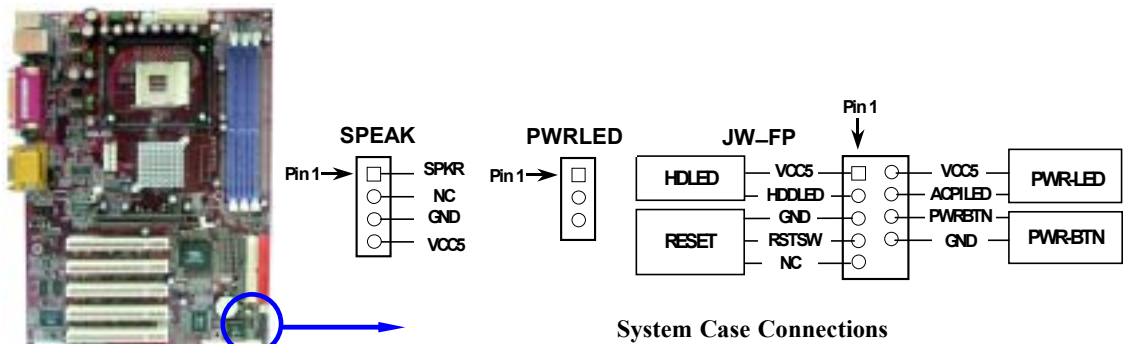 SPEAK
Pin 1
SPKR
NC
GND
VCC5
PWRLED
Pin 1
JW–FP
Pin 1
HDLED
VCC5
HDDLED
RESET
GND
RSTSW
NC
VCC5
ACPILED
PWR-LED
PWRBTN
GND
PWR-BTN
System Case Connections